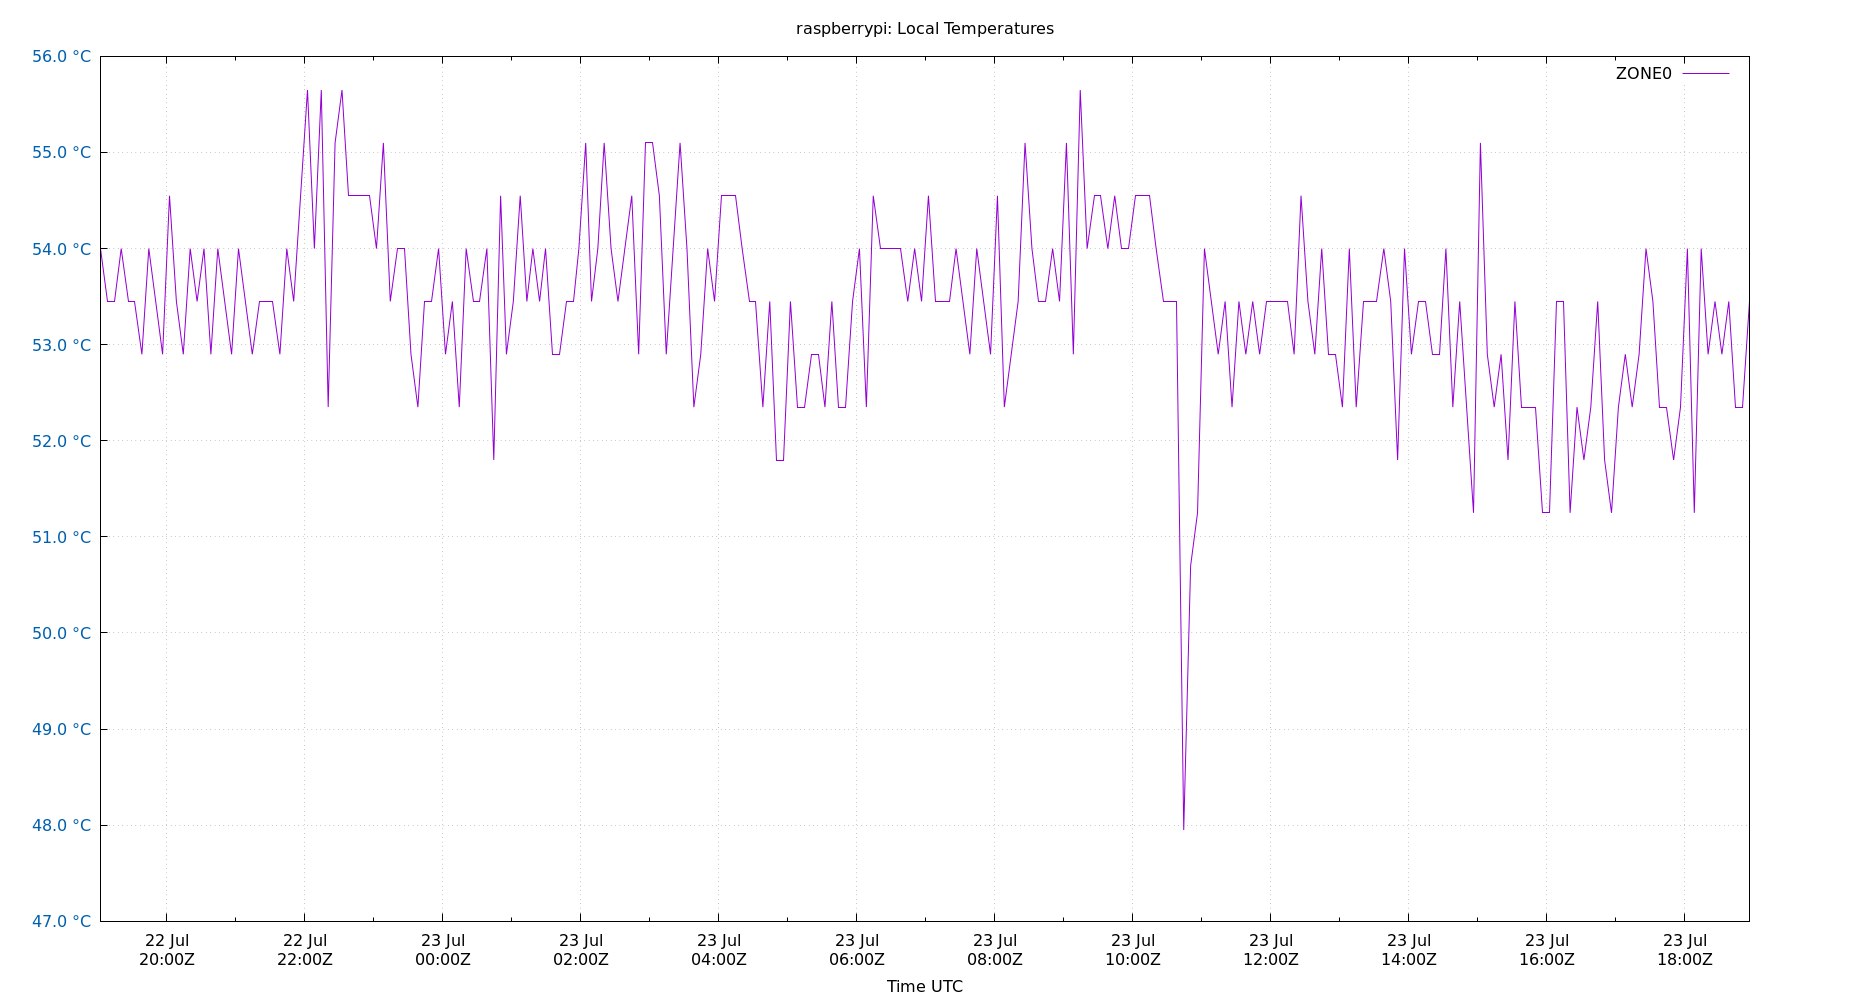 raspberrypi: Local Temperatures
ZONE0
56.0 °C
55.0 °C
54.0 °C
53.0 °C
52.0 °C
51.0 °C
50.0 °C
49.0 °C
48.0 °C
47.0 °C
22 Jul 22 Jul 23 Jul 23 Jul 23 Jul 23 Jul 23 Jul 23 Jul 23 Jul 23 Jul 23 Jul 23 Jul
20:00Z 22:00Z 00:00Z 02:00Z 04:00Z 06:00Z 08:00Z 10:00Z 12:00Z 14:00Z 16:00Z 18:00Z
Time UTC